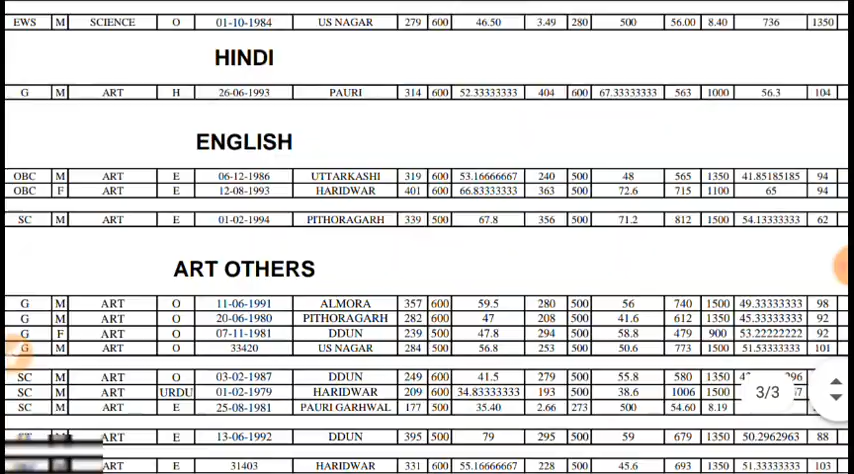 EWS M SCIENCE O 01-10-1984 US NAGAR 279 600 46.50 3.49 280 500 56.00 8.40 736 1350
HINDI
G M ART H 26-06-1993 PAURI 314 600 52.33333333 404 600 67.33333333 563 1000 56.3 104
ENGLISH
OBC M ART E 06-12-1986 UTTARKASHI 319 600 53.16666667 240 500 48 565 1350 41.85185185 94
OBC F ART E 12-08-1993 HARIDWAR 401 600 66.83333333 363 500 72.6 715 1100 65 94
SC M ART E 01-02-1994 PITHORAGARH 339 500 67.8 356 500 71.2 812 1500 54.13333333 62
ART OTHERS
G M ART O 11-06-1991 ALMORA 357 600 59.5 280 500 56 740 1500 49.33333333 98
G M ART O 20-06-1980 PITHORAGARH 282 600 47 208 500 41.6 612 1350 45.33333333 92
G F ART O 07-11-1981 DDUN 239 500 47.8 294 500 58.8 479 900 53.22222222 92
G M ART O 33420 US NAGAR 284 500 56.8 253 500 50.6 773 1500 51.53333333 101
SC M ART O 03-02-1987 DDUN 249 600 41.5 279 500 55.8 580 1350
SC M ART URDU 01-02-1979 HARIDWAR 209 600 34.83333333 193 500 38.6 1006 1500
SC M ART E 25-08-1981 PAURI GARHWAL 177 500 35.40 2.66 273 500 54.60 8.19
3/3
ART E 13-06-1992 DDUN 395 500 79 295 500 59 679 1350 50.2962963 88
ART E 31403 HARIDWAR 331 600 55.16666667 228 500 45.6 693 1350 51.33333333 103